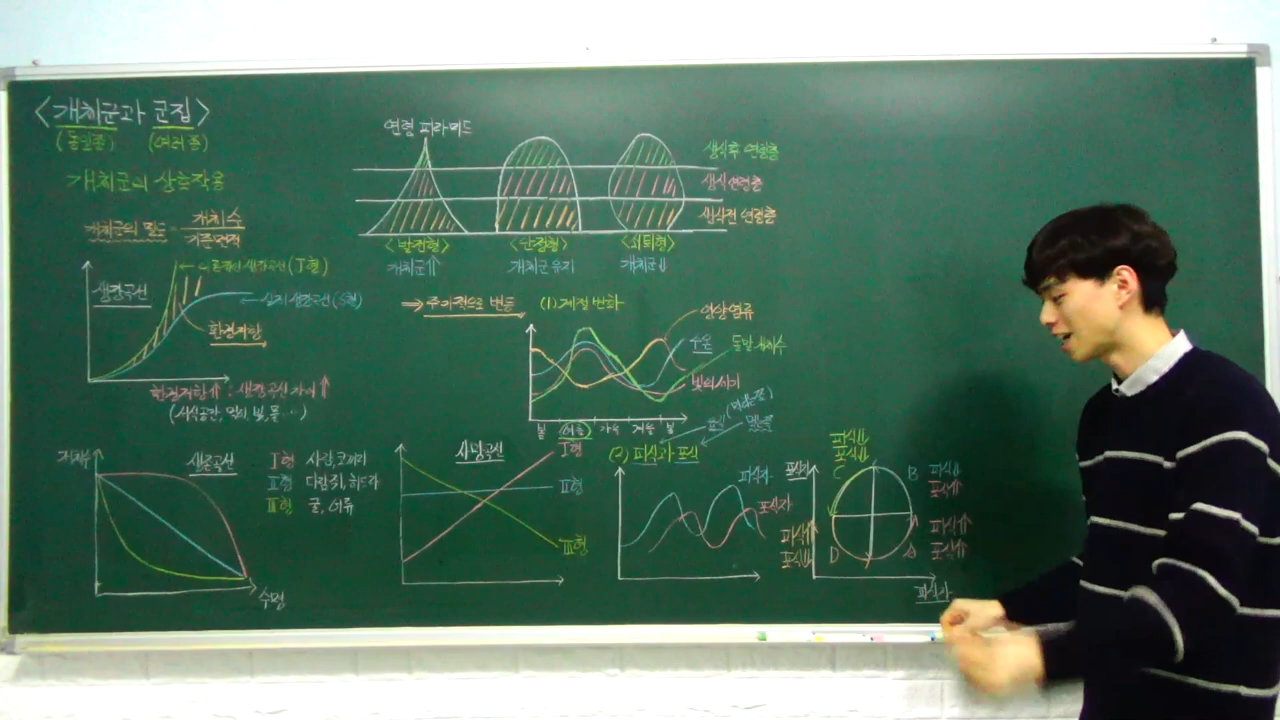 <개체군과 군집>
(동일종) (여러 종)
개체군의 상호작용
개체군의 밀도 = 개체수
기준면적
생장곡선
이론적인 생장곡선 (J형)
실제 생장곡선 (S형)
환경저항
환경저항⇑ : 생장곡선 차이⇑
(서식공간, 먹이, 빛, 물 …)
연령 피라미드
생식후 연령층
생식 연령층
생식전 연령층
<발전형> <안정형> <쇠퇴형>
개체군⇑ 개체군 유지 개체군⇓
⇒ 주기적으로 변동 (1) 계절 변화
영양염류
수온
돌말 개체수
빛의 세기
봄 여름 가을 겨울 봄
개체수
생존곡선
수명
I형 사람, 코끼리
II형 다람쥐, 히드라
III형 굴, 어류
사망곡선
I형
II형
III형
(2) 피식과 포식
포식
피식자
포식자
포식자
피식⇓
포식⇓
C B
피식⇓
포식⇑
피식⇑
포식⇓
D A
피식⇑
포식⇑
피식자